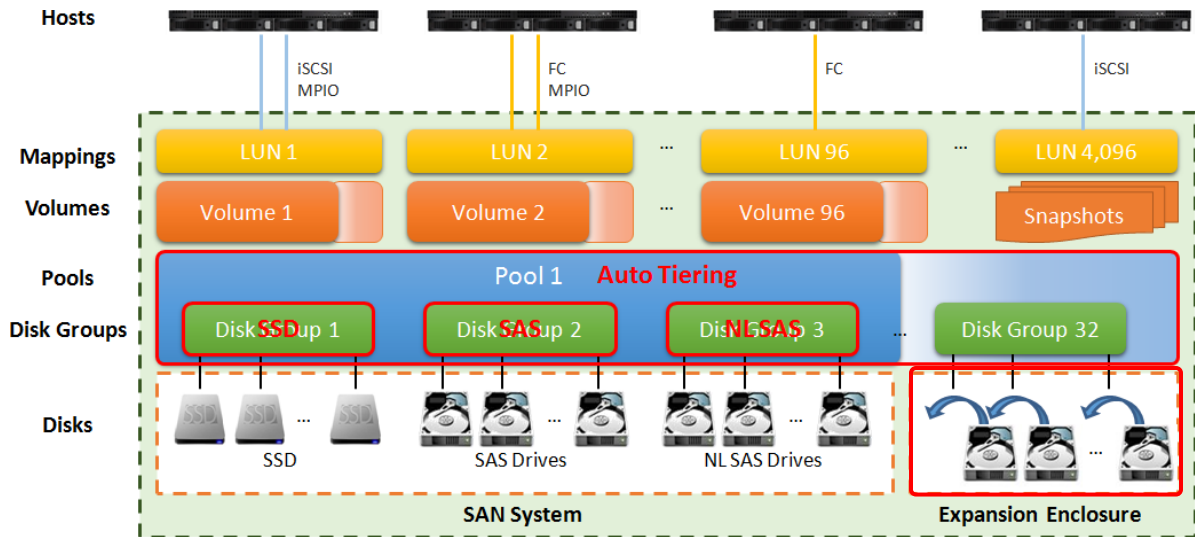 Hosts
iSCSI
MPIO
FC
MPIO
FC
iSCSI
Mappings
LUN 1
LUN 2
...
LUN 96
...
LUN 4,096
Volumes
Volume 1
Volume 2
...
Volume 96
Snapshots
Pools
Pool 1
Auto Tiering
Disk Groups
Disk Group 1
SSD
Disk Group 2
SAS
Disk Group 3
NL SAS
...
Disk Group 32
Disks
SSD
SSD
...
SSD
...
...
...
SSD
SAS Drives
NL SAS Drives
SAN System
Expansion Enclosure